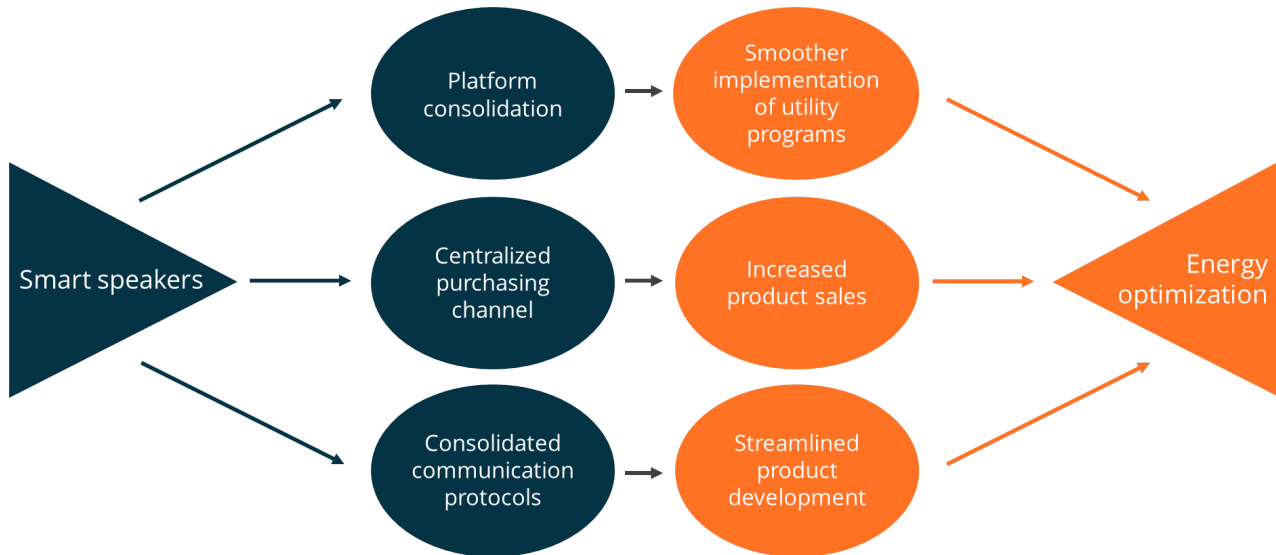 Smart speakers
Platform
consolidation
Smoother
implementation
of utility
programs
Centralized
purchasing
channel
Increased
product sales
Consolidated
communication
protocols
Streamlined
product
development
Energy
optimization